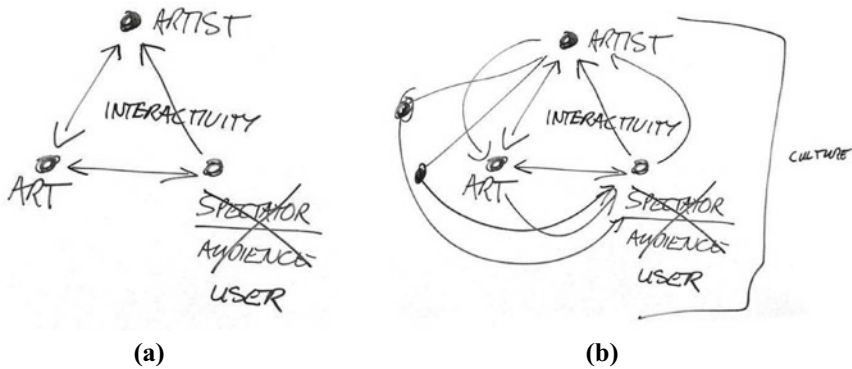 ARTIST
INTERACTIVITY
ART
SPECTATOR
AUDIENCE
USER
(a)
ARTIST
INTERACTIVITY
ART
SPECTATOR
AUDIENCE
USER
CULTURE
(b)